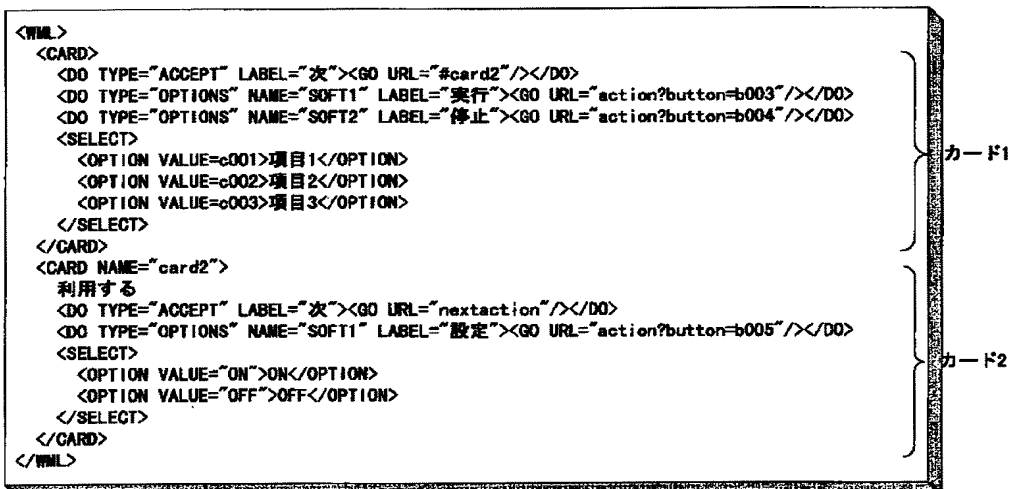 <WML>
<CARD>
<DO TYPE="ACCEPT" LABEL="次"><GO URL="#card2"/></DO>
<DO TYPE="OPTIONS" NAME="SOFT1" LABEL="実行"><GO URL="action?button=b003"/></DO>
<DO TYPE="OPTIONS" NAME="SOFT2" LABEL="停止"><GO URL="action?button=b004"/></DO>
<SELECT>
<OPTION VALUE=c001>項目1</OPTION>
<OPTION VALUE=c002>項目2</OPTION>
<OPTION VALUE=c003>項目3</OPTION>
</SELECT>
</CARD>
カード1
<CARD NAME="card2">
利用する
<DO TYPE="ACCEPT" LABEL="次"><GO URL="nextaction"/></DO>
<DO TYPE="OPTIONS" NAME="SOFT1" LABEL="設定"><GO URL="action?button=b005"/></DO>
<SELECT>
<OPTION VALUE="ON">ON</OPTION>
<OPTION VALUE="OFF">OFF</OPTION>
</SELECT>
</CARD>
カード2
</WML>